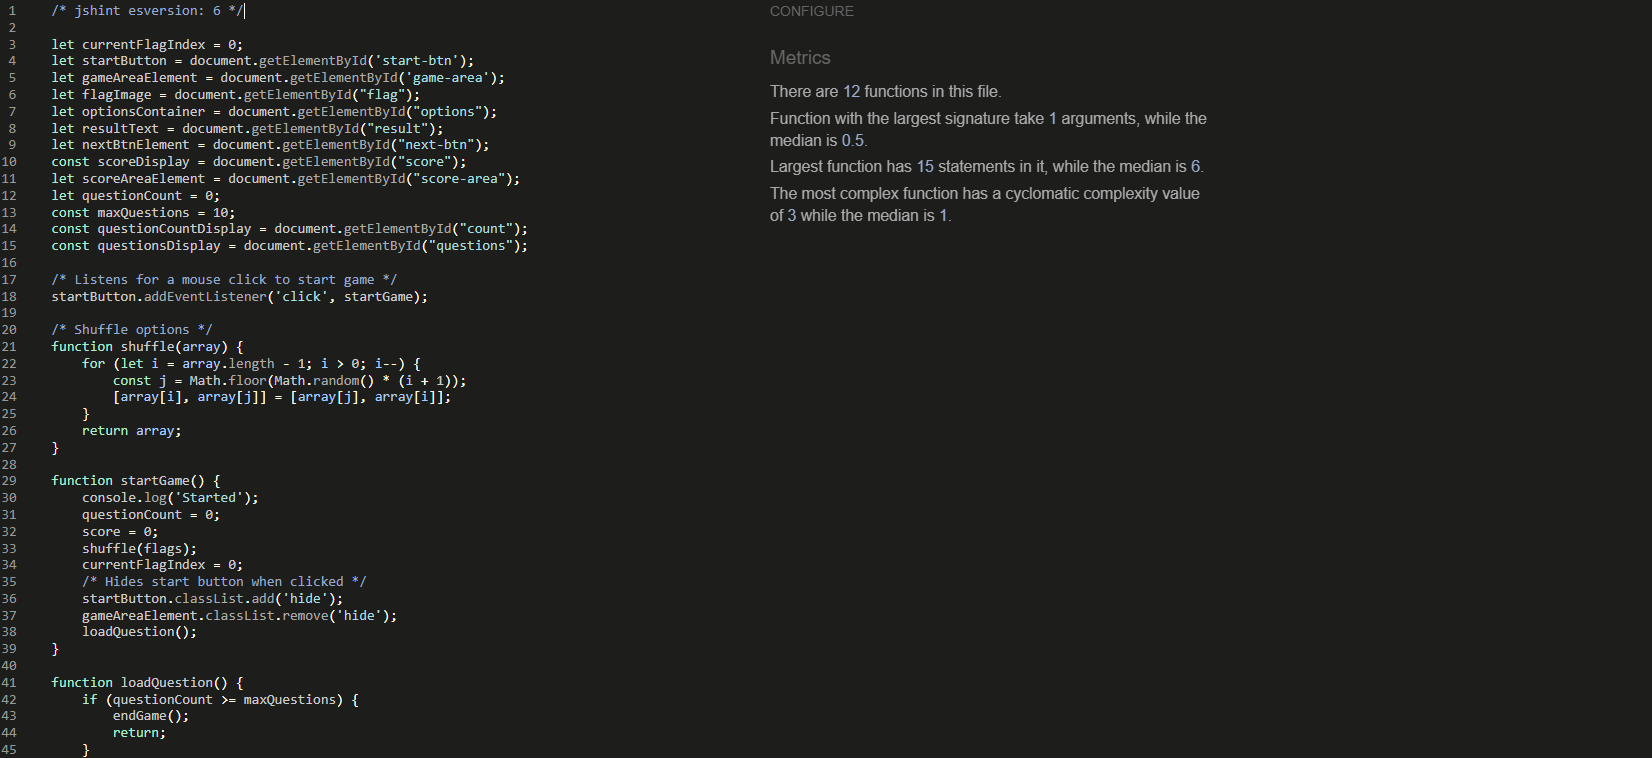 1 /* jshint esversion: 6 */
2
3 let currentFlagIndex = 0;
4 let startButton = document.getElementById('start-btn');
5 let gameAreaElement = document.getElementById('game-area');
6 let flagImage = document.getElementById("flag");
7 let optionsContainer = document.getElementById("options");
8 let resultText = document.getElementById("result");
9 let nextBtnElement = document.getElementById("next-btn");
10 const scoreDisplay = document.getElementById("score");
11 let scoreAreaElement = document.getElementById("score-area");
12 let questionCount = 0;
13 const maxQuestions = 10;
14 const questionCountDisplay = document.getElementById("count");
15 const questionsDisplay = document.getElementById("questions");
16
17 /* Listens for a mouse click to start game */
18 startButton.addEventListener('click', startGame);
19
20 /* Shuffle options */
21 function shuffle(array) {
22     for (let i = array.length - 1; i > 0; i--) {
23         const j = Math.floor(Math.random() * (i + 1));
24         [array[i], array[j]] = [array[j], array[i]];
25     }
26     return array;
27 }
28
29 function startGame() {
30     console.log('Started');
31     questionCount = 0;
32     score = 0;
33     shuffle(flags);
34     currentFlagIndex = 0;
35     /* Hides start button when clicked */
36     startButton.classList.add('hide');
37     gameAreaElement.classList.remove('hide');
38     loadQuestion();
39 }
40
41 function loadQuestion() {
42     if (questionCount >= maxQuestions) {
43         endGame();
44         return;
45     }
CONFIGURE
Metrics
There are 12 functions in this file.
Function with the largest signature take 1 arguments, while the
median is 0.5.
Largest function has 15 statements in it, while the median is 6.
The most complex function has a cyclomatic complexity value
of 3 while the median is 1.